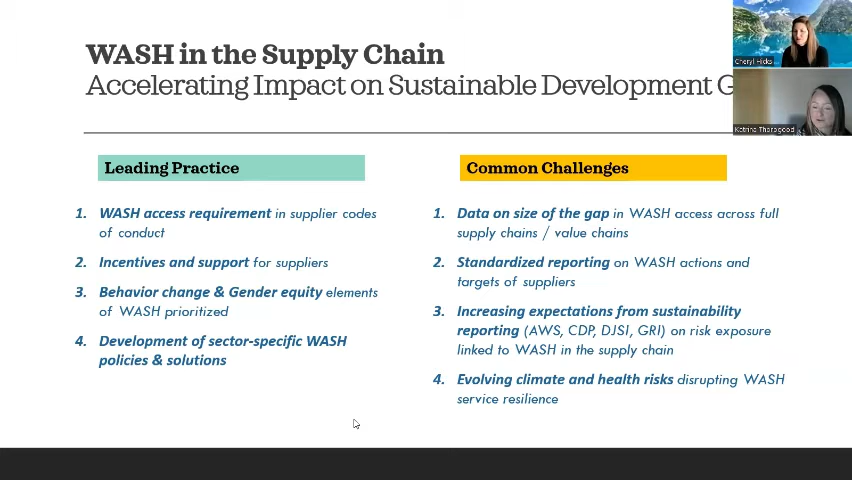 WASH in the Supply Chain
Accelerating Impact on Sustainable Development G
Cheryl Hicks
Katrina Thorogood
Leading Practice
1. WASH access requirement in supplier codes
of conduct
2. Incentives and support for suppliers
3. Behavior change & Gender equity elements
of WASH prioritized
4. Development of sector-specific WASH
policies & solutions
Common Challenges
1. Data on size of the gap in WASH access across full
supply chains / value chains
2. Standardized reporting on WASH actions and
targets of suppliers
3. Increasing expectations from sustainability
reporting (AWS, CDP, DJSI, GRI) on risk exposure
linked to WASH in the supply chain
4. Evolving climate and health risks disrupting WASH
service resilience